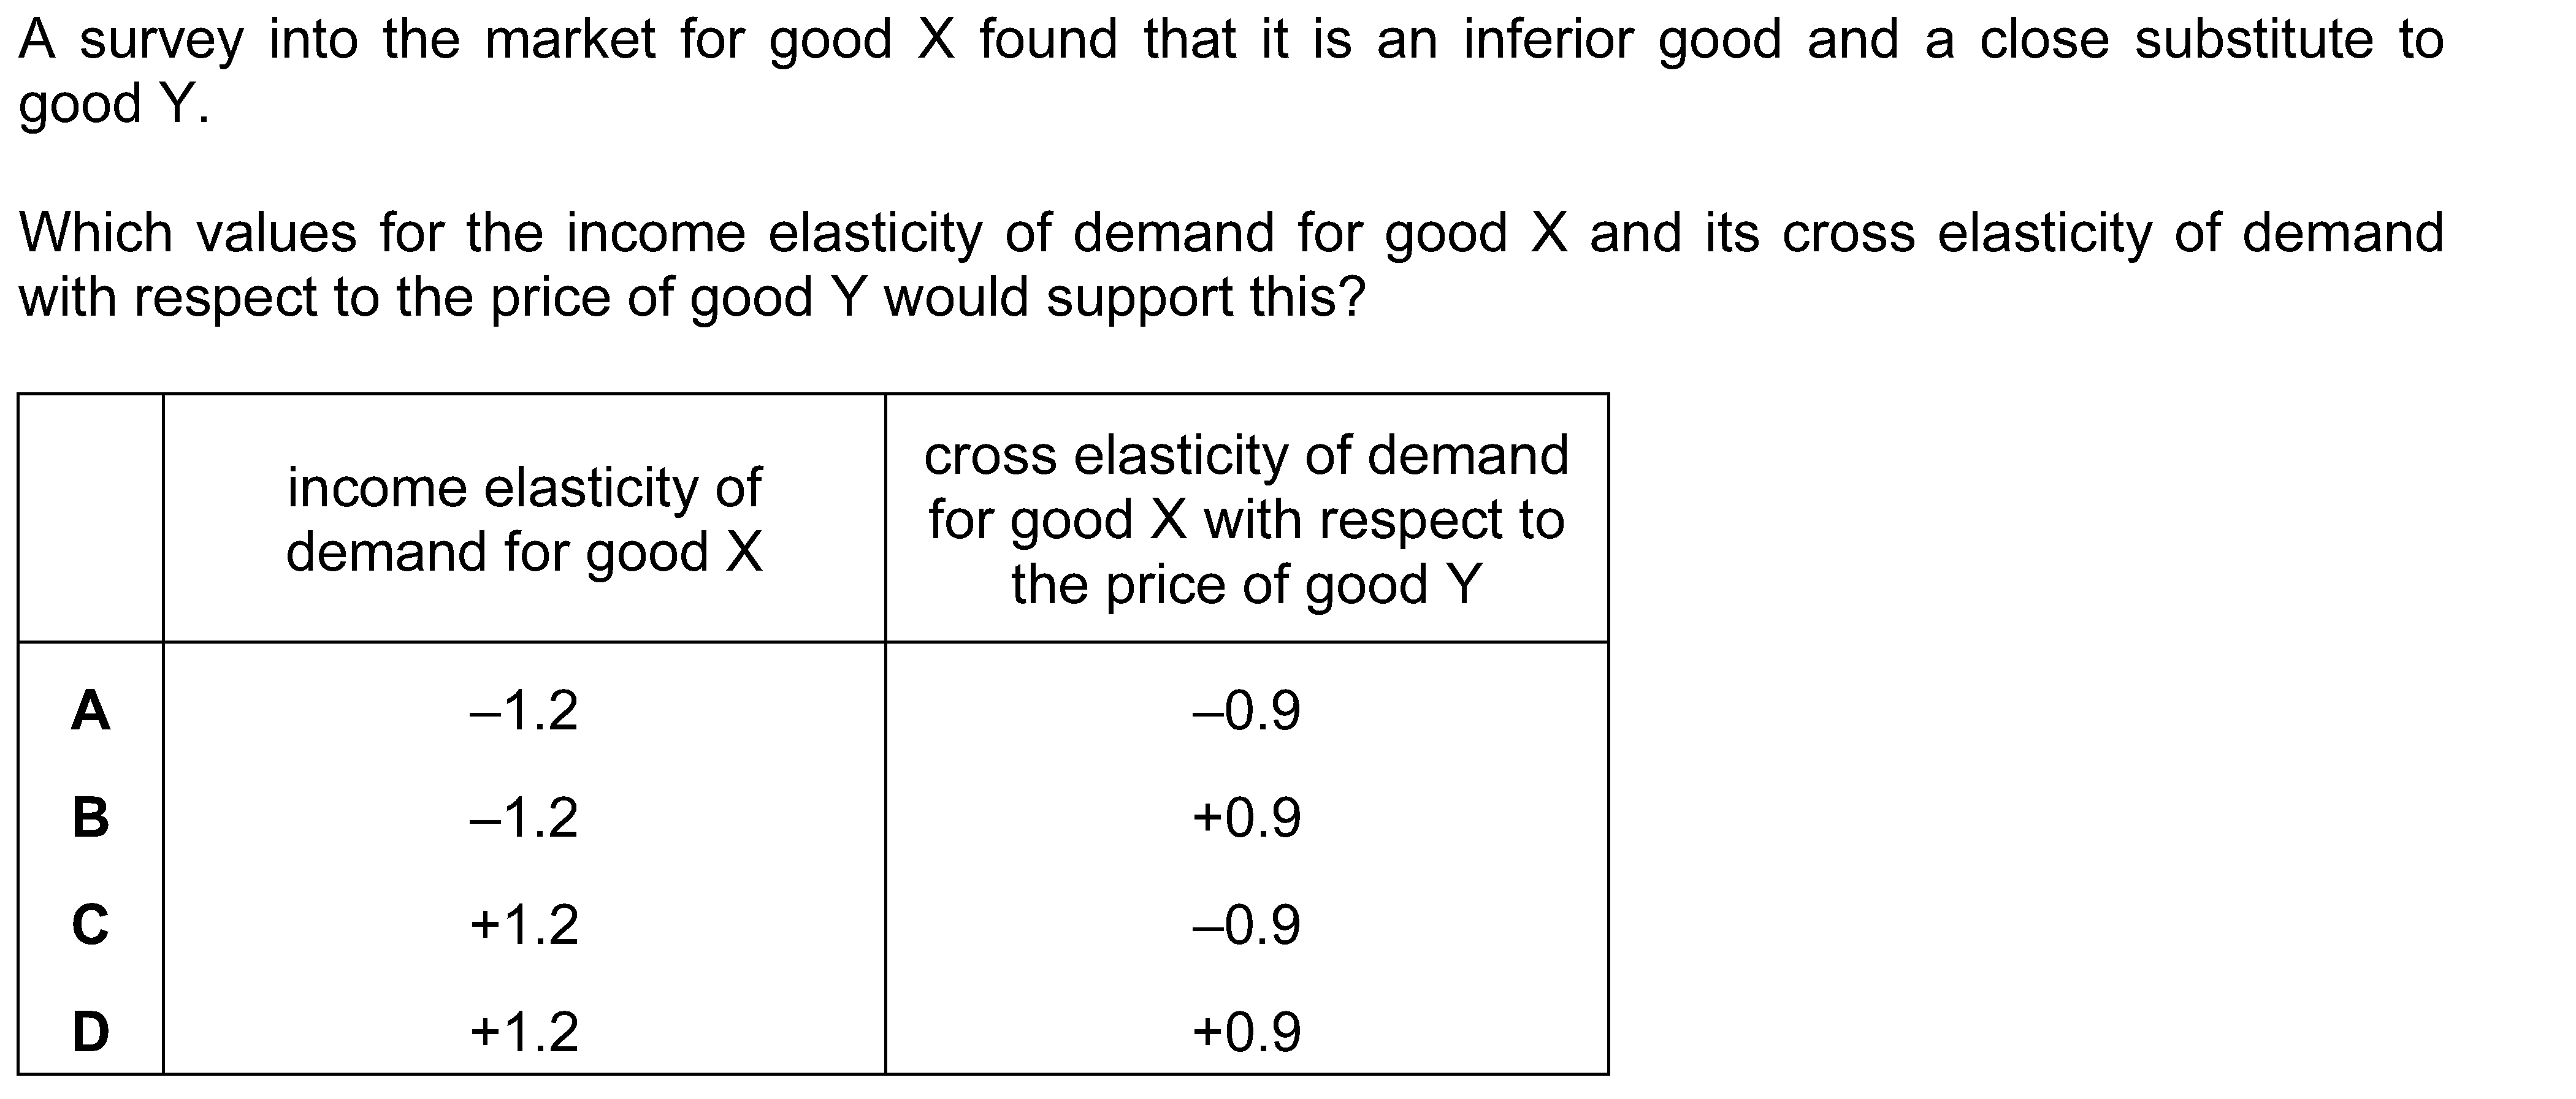 A survey into the market for good X found that it is an inferior good and a close substitute to
good Y.
Which values for the income elasticity of demand for good X and its cross elasticity of demand
with respect to the price of good Y would support this?
income elasticity of
demand for good X
cross elasticity of demand
for good X with respect to
the price of good Y
A –1.2 –0.9
B –1.2 +0.9
C +1.2 –0.9
D +1.2 +0.9